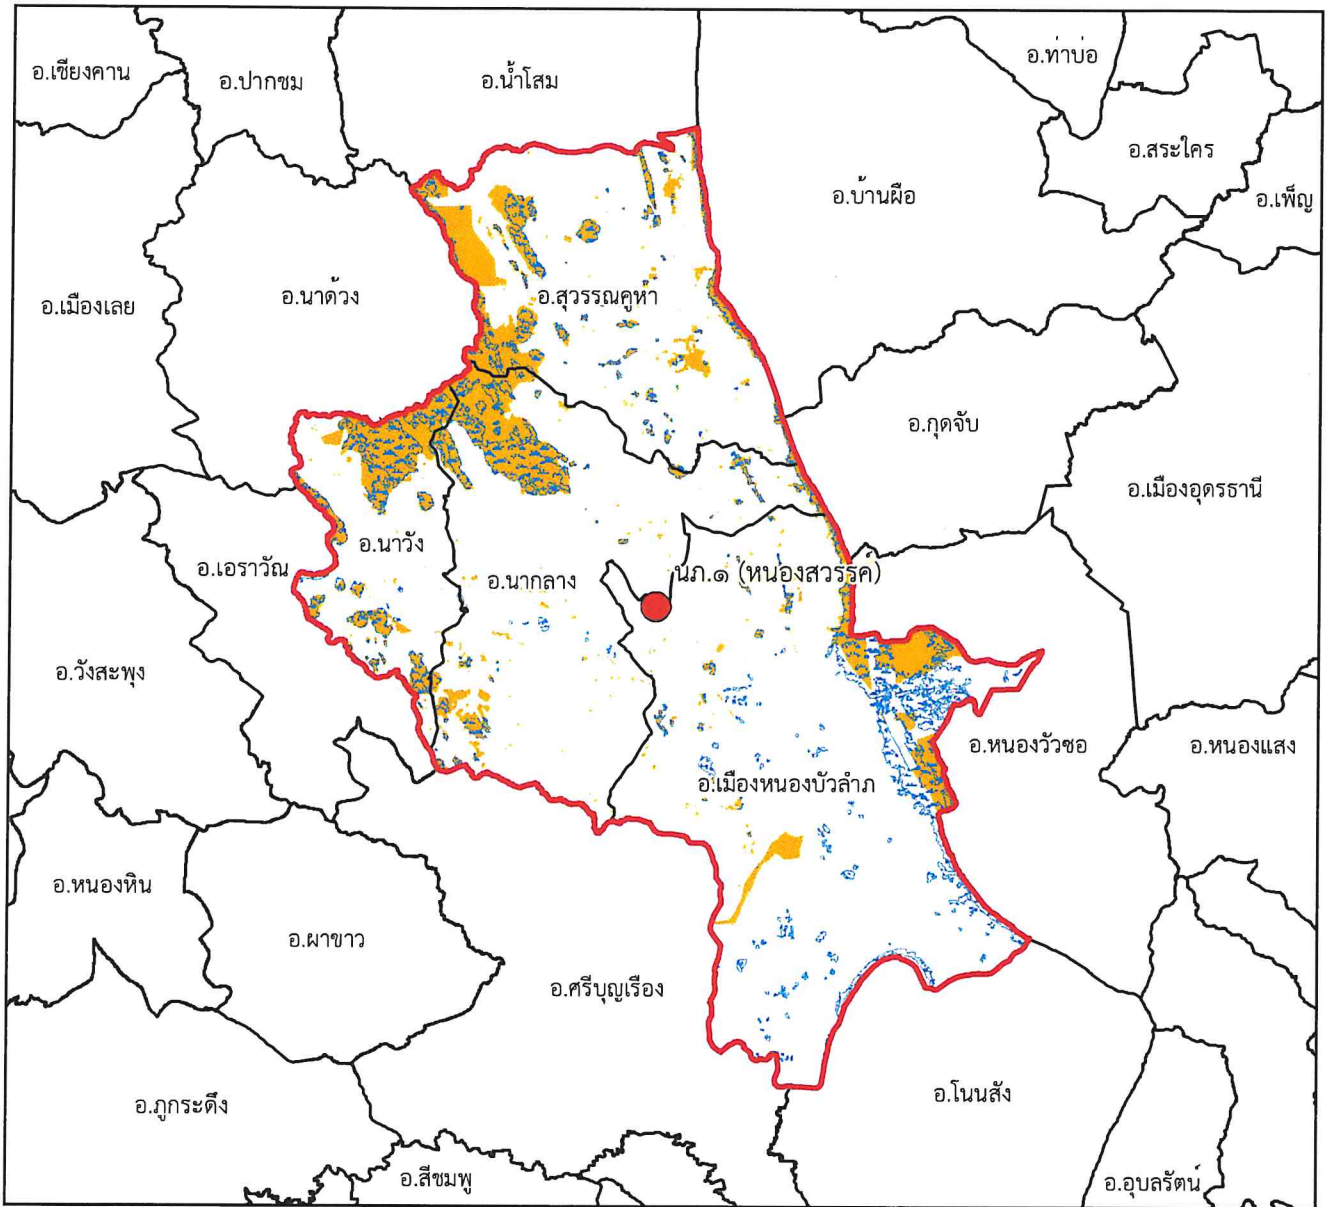 อ.เชียงคาน
อ.ปากชม
อ.น้ำโสม
อ.ท่าบ่อ
อ.สระใคร
อ.เพ็ญ
อ.บ้านผือ
อ.เมืองเลย
อ.นาด้วง
อ.สุวรรณคูหา
อ.กุดจับ
อ.เมืองอุดรธานี
อ.นาวัง
อ.เอราวัณ
อ.นากลาง
นภ.๑ (หนองสวรรค์)
อ.วังสะพุง
อ.หนองวัวซอ
อ.หนองแสง
อ.เมืองหนองบัวลำภู
อ.หนองหิน
อ.ผาขาว
อ.ศรีบุญเรือง
อ.โนนสัง
อ.ภูกระดึง
อ.สีชมพู
อ.อุบลรัตน์